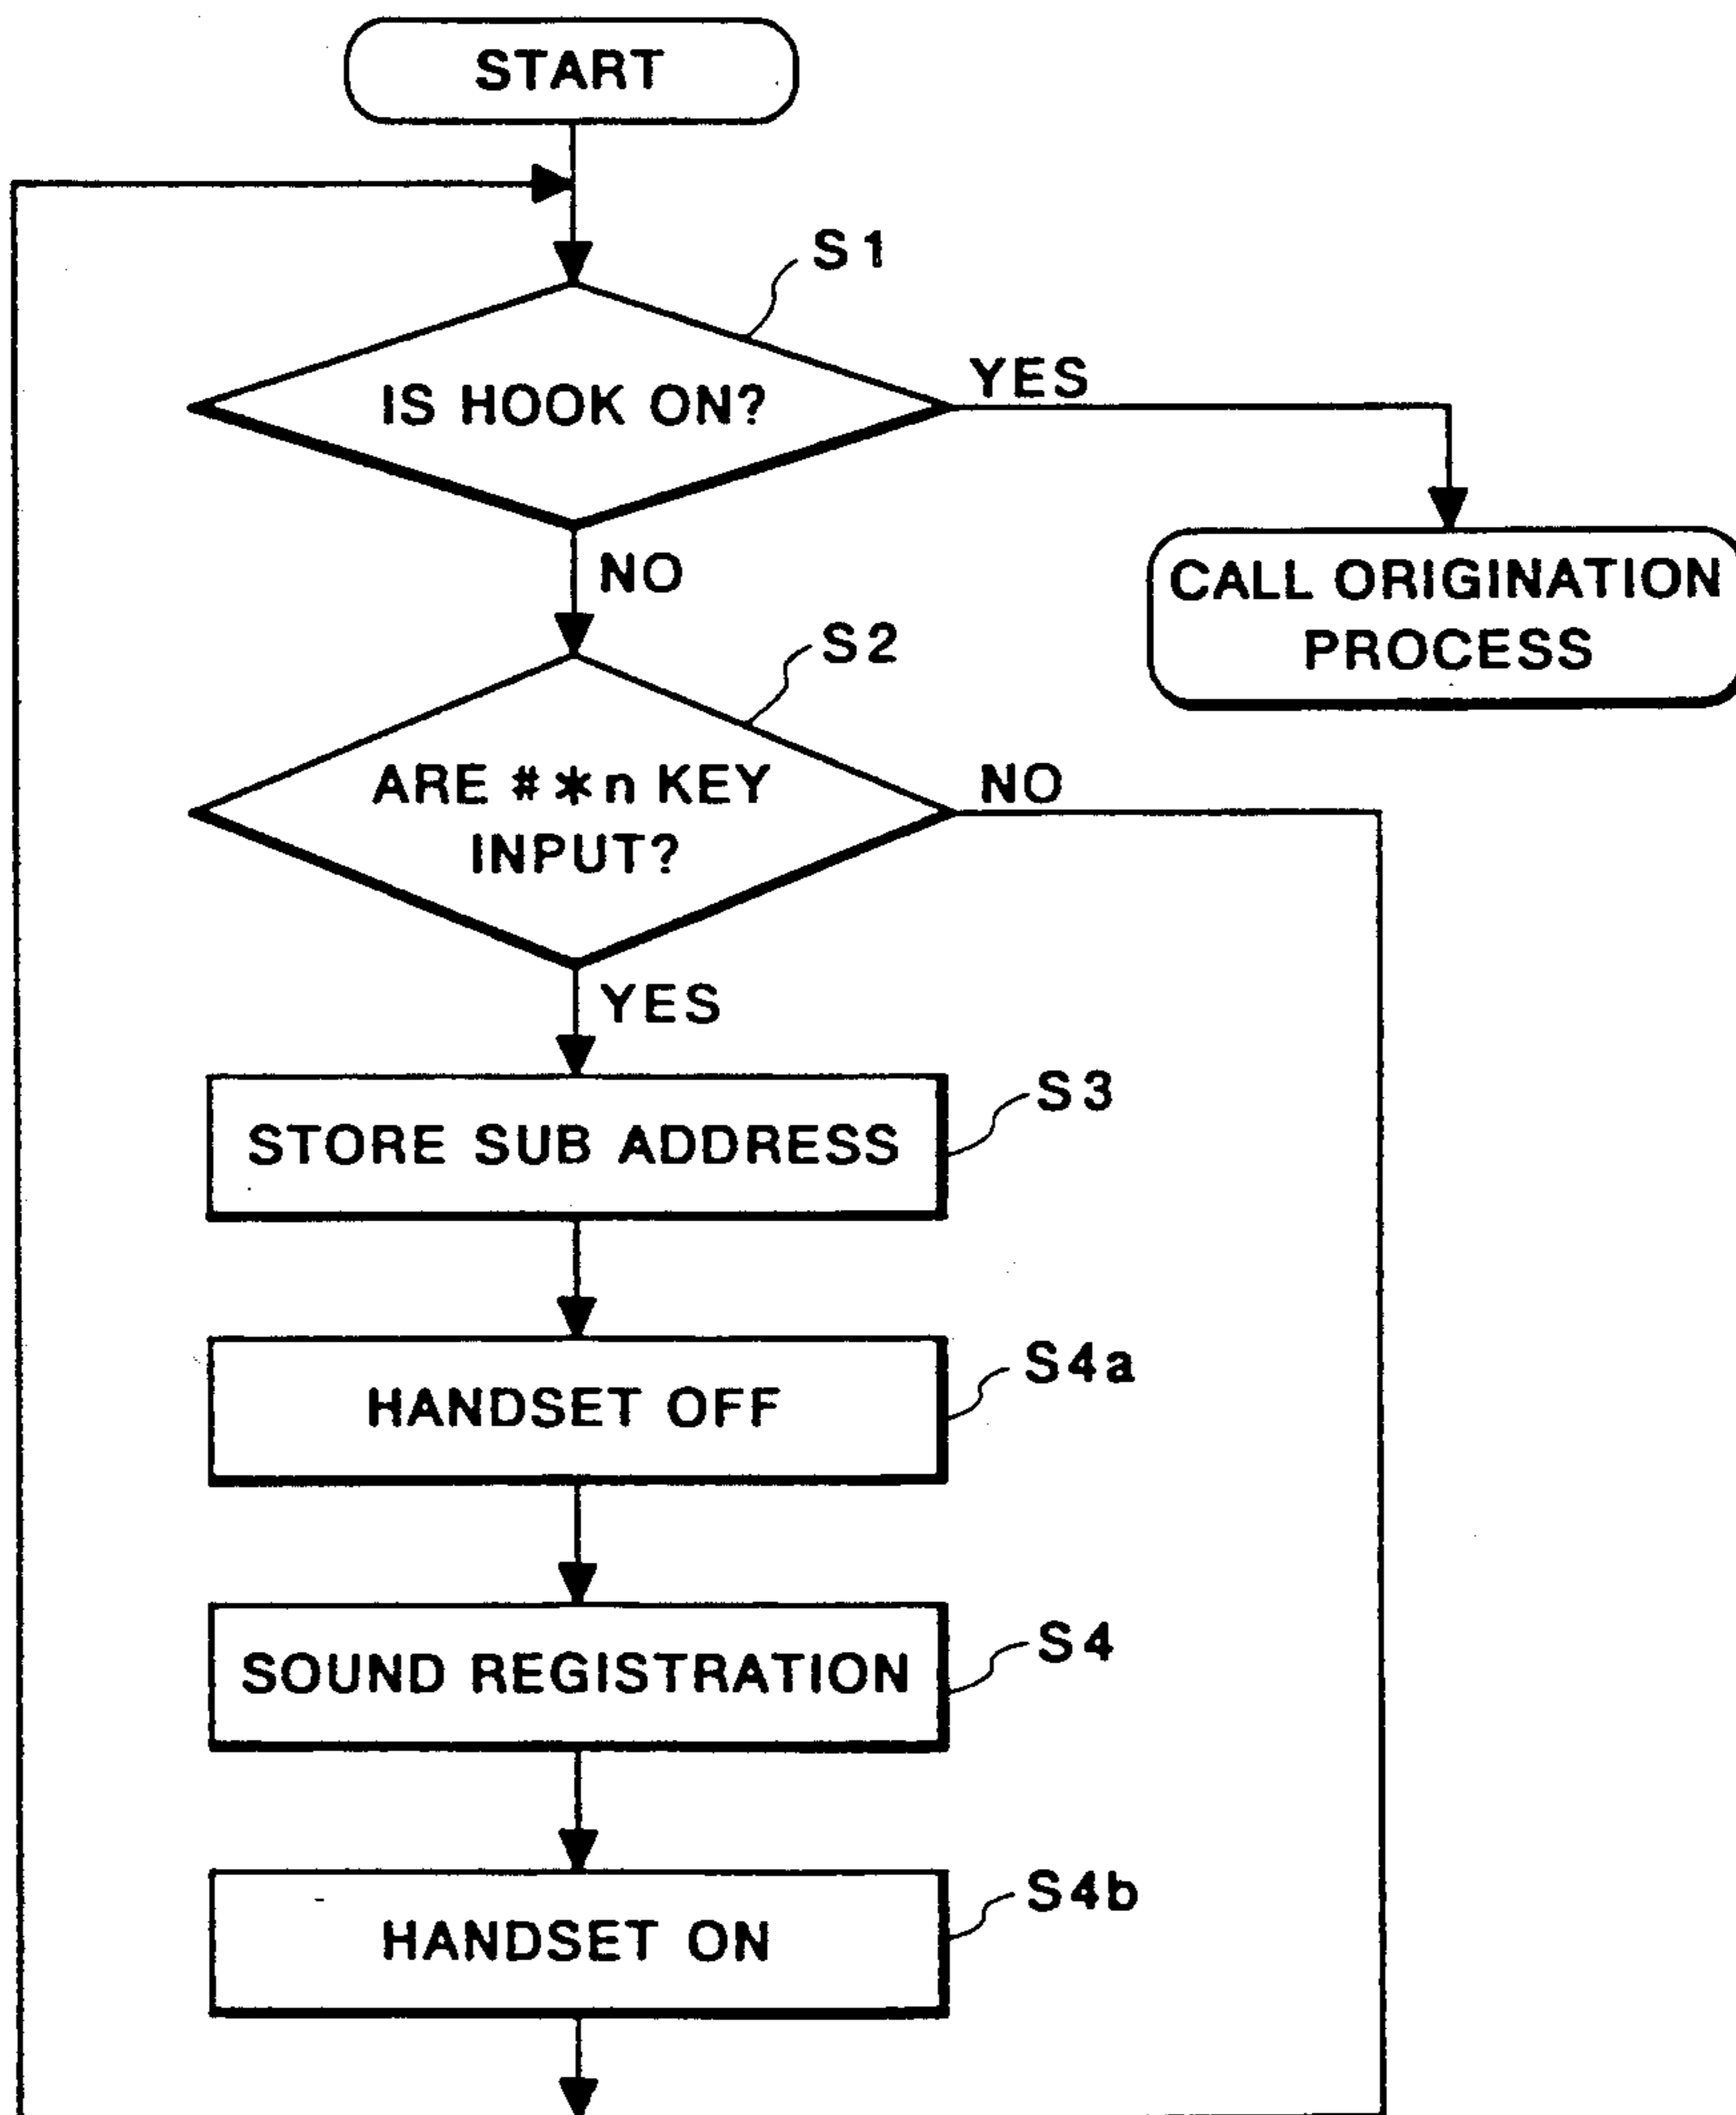 START
S1
IS HOOK ON?
YES
NO
CALL ORIGINATION
PROCESS
S2
ARE #*n KEY
INPUT?
NO
YES
S3
STORE SUB ADDRESS
S4a
HANDSET OFF
S4
SOUND REGISTRATION
S4b
HANDSET ON